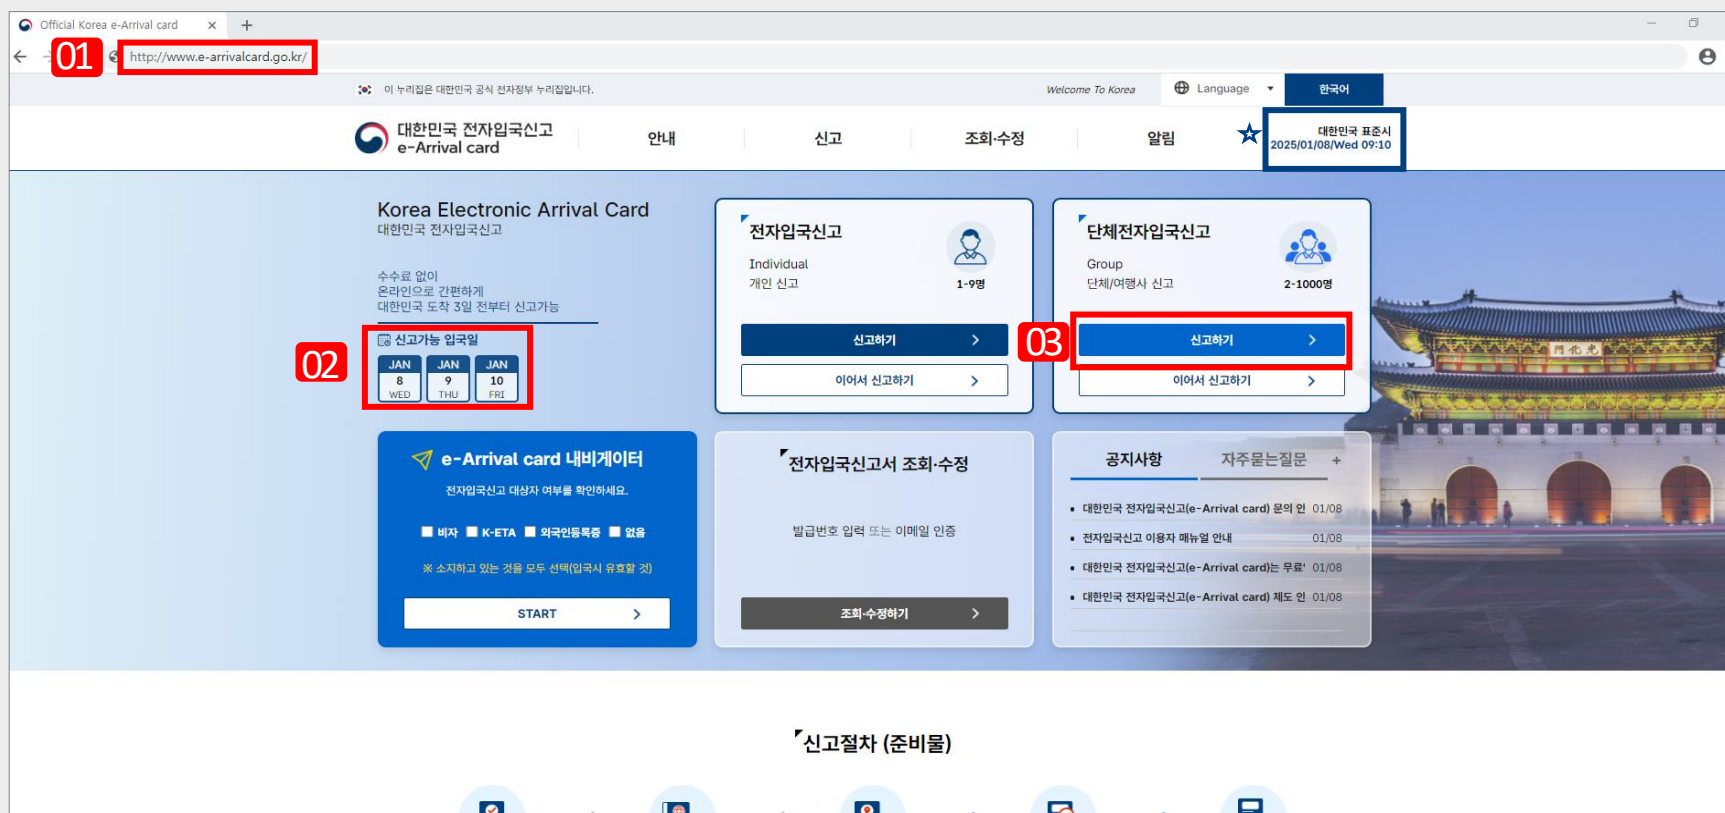 Official Korea e-Arrival card
01
http://www.e-arrivalcard.go.kr/
이 누리집은 대한민국 공식 전자정부 누리집입니다.
Welcome To Korea
Language
한국어
대한민국 전자입국신고
e-Arrival card
안내
신고
조회·수정
알림
대한민국 표준시
2025/01/08/Wed 09:10
Korea Electronic Arrival Card
대한민국 전자입국신고
수수료 없이
온라인으로 간편하게
대한민국 도착 3일 전부터 신고가능
02
신고가능 입국일
JAN JAN JAN
8 9 10
WED THU FRI
전자입국신고
Individual
개인 신고
1-9명
신고하기
이어서 신고하기
단체전자입국신고
Group
단체/여행사 신고
2-1000명
03
신고하기
이어서 신고하기
門化光
e-Arrival card 내비게이터
전자입국신고 대상자 여부를 확인하세요.
비자 K-ETA 외국인등록증 없음
※ 소지하고 있는 것을 모두 선택(입국시 유효할 것)
START
전자입국신고서 조회·수정
발급번호 입력 또는 이메일 인증
조회·수정하기
공지사항
자주묻는질문 +
대한민국 전자입국신고(e-Arrival card) 문의 안 01/08
전자입국신고 이용자 매뉴얼 안내 01/08
대한민국 전자입국신고(e-Arrival card)는 무료 01/08
대한민국 전자입국신고(e-Arrival card) 제도 안 01/08
신고절차 (준비물)